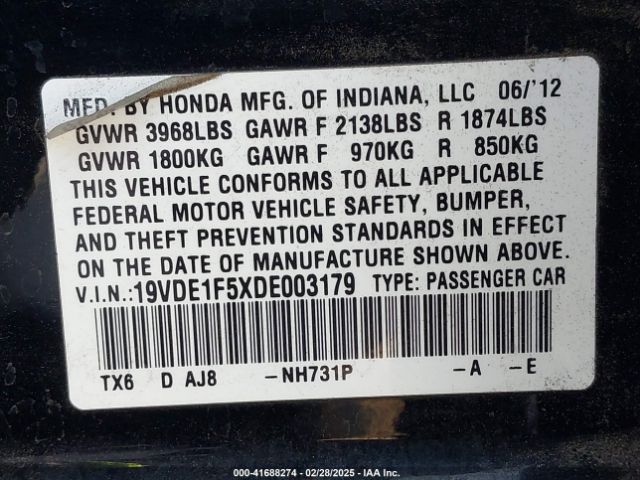 MFD. BY HONDA MFG. OF INDIANA, LLC 06/'12
GVWR 3968LBS GAWR F 2138LBS R 1874LBS
GVWR 1800KG GAWR F 970KG R 850KG
THIS VEHICLE CONFORMS TO ALL APPLICABLE
FEDERAL MOTOR VEHICLE SAFETY, BUMPER,
AND THEFT PREVENTION STANDARDS IN EFFECT
ON THE DATE OF MANUFACTURE SHOWN ABOVE.
V.I.N.:19VDE1F5XDE003179 TYPE: PASSENGER CAR
TX6 D AJ8 -NH731P -A -E
000-41688274 - 02/28/2025 - IAA Inc.